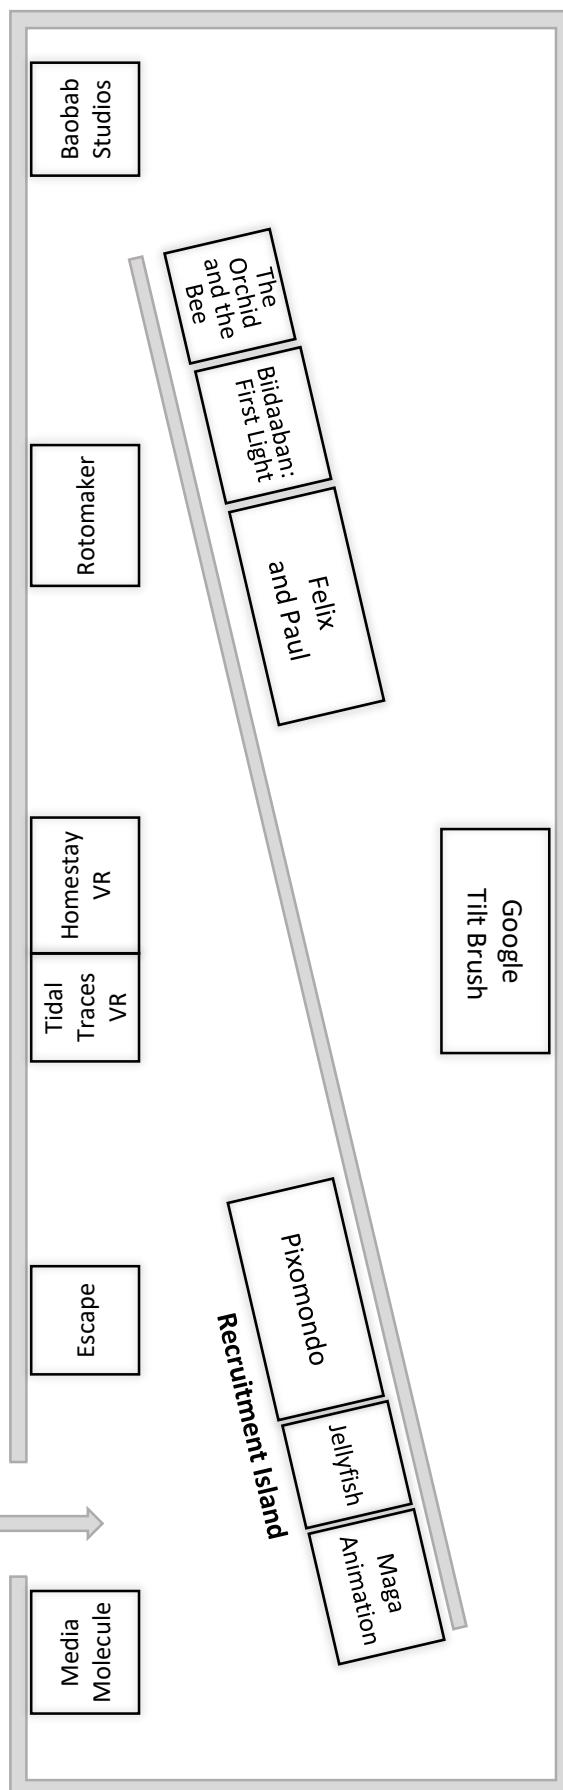 Baobab
Studios
The
Orchid
and the
Bee
Biidaaban:
First Light
Rotomaker
Felix
and Paul
Homestay
VR
Tidal
Traces
VR
Google
Tilt Brush
Pixomondo
Escape
Recruitment Island
Jellyfish
Maga
Animation
Media
Molecule